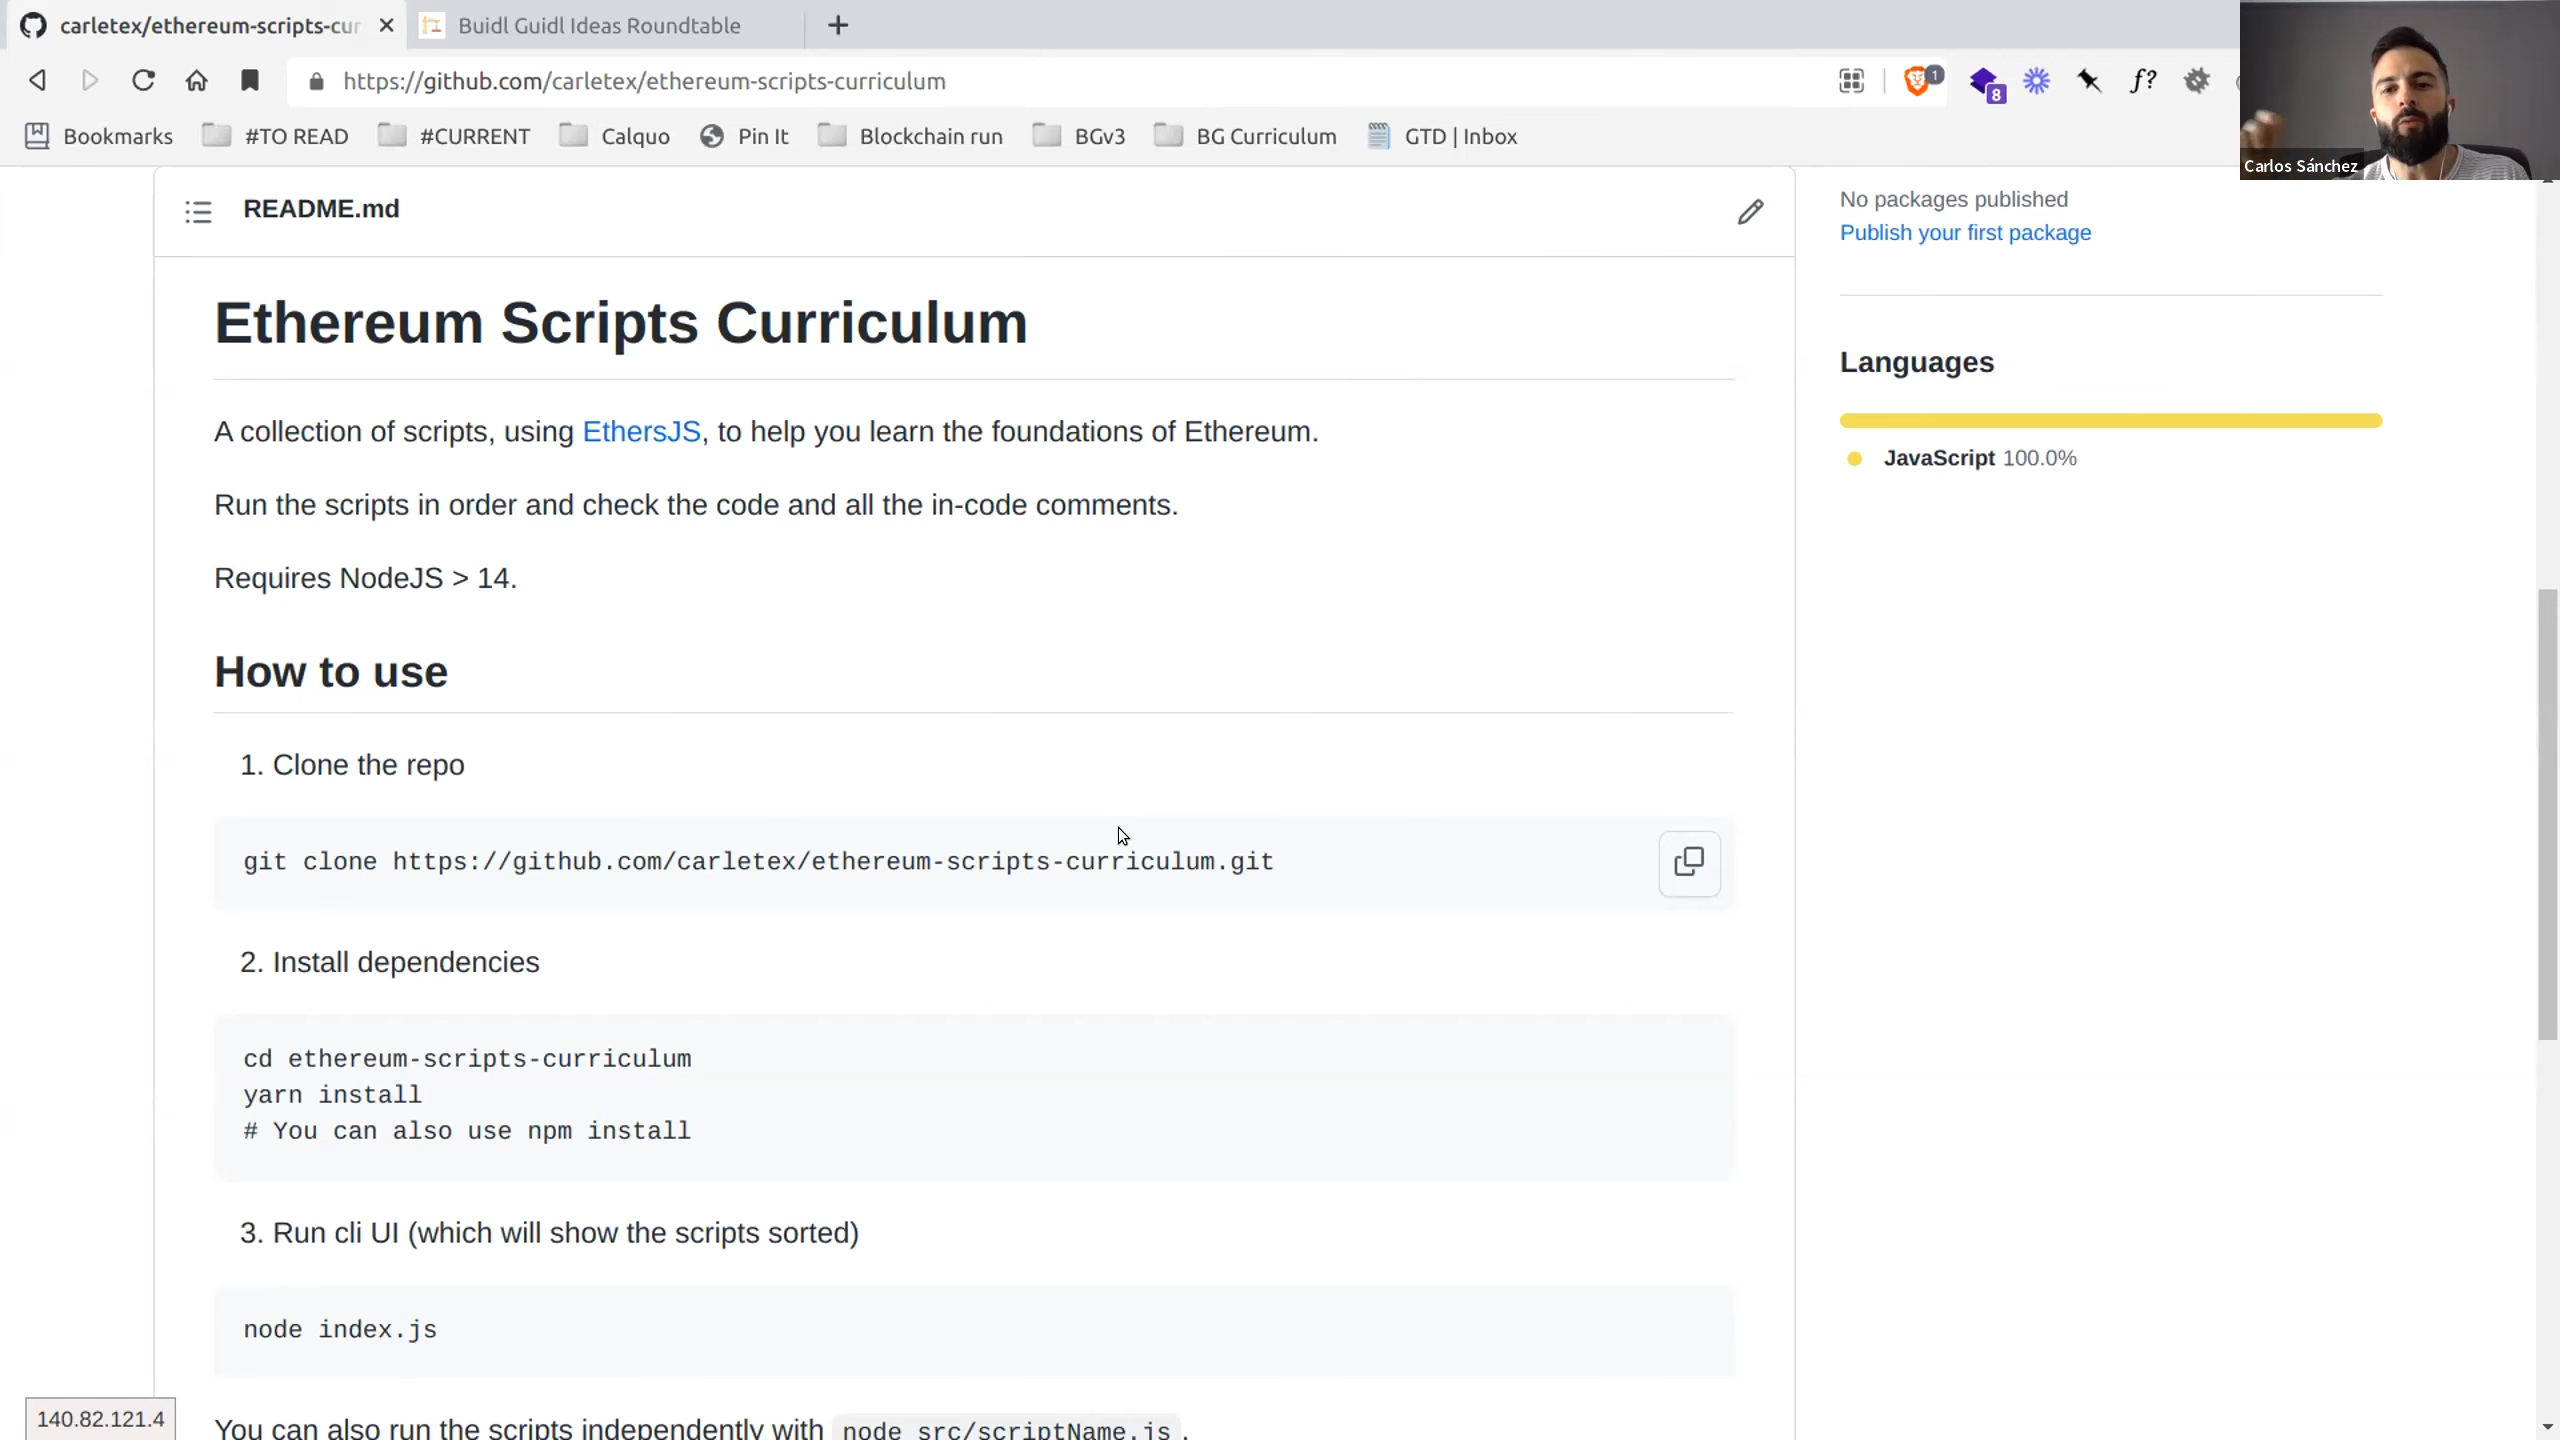 carletex/ethereum-scripts-cur
Buidl Guidl Ideas Roundtable
https://github.com/carletex/ethereum-scripts-curriculum
1
8
f?
Bookmarks
#TO READ
#CURRENT
Calquo
Pin It
Blockchain run
BGv3
BG Curriculum
GTD | Inbox
Carlos Sánchez
README.md
Ethereum Scripts Curriculum
A collection of scripts, using EthersJS, to help you learn the foundations of Ethereum.
Run the scripts in order and check the code and all the in-code comments.
Requires NodeJS > 14.
How to use
1. Clone the repo
git clone https://github.com/carletex/ethereum-scripts-curriculum.git
2. Install dependencies
cd ethereum-scripts-curriculum
yarn install
# You can also use npm install
3. Run cli UI (which will show the scripts sorted)
node index.js
You can also run the scripts independently with node src/scriptName.js.
No packages published
Publish your first package
Languages
JavaScript 100.0%
140.82.121.4